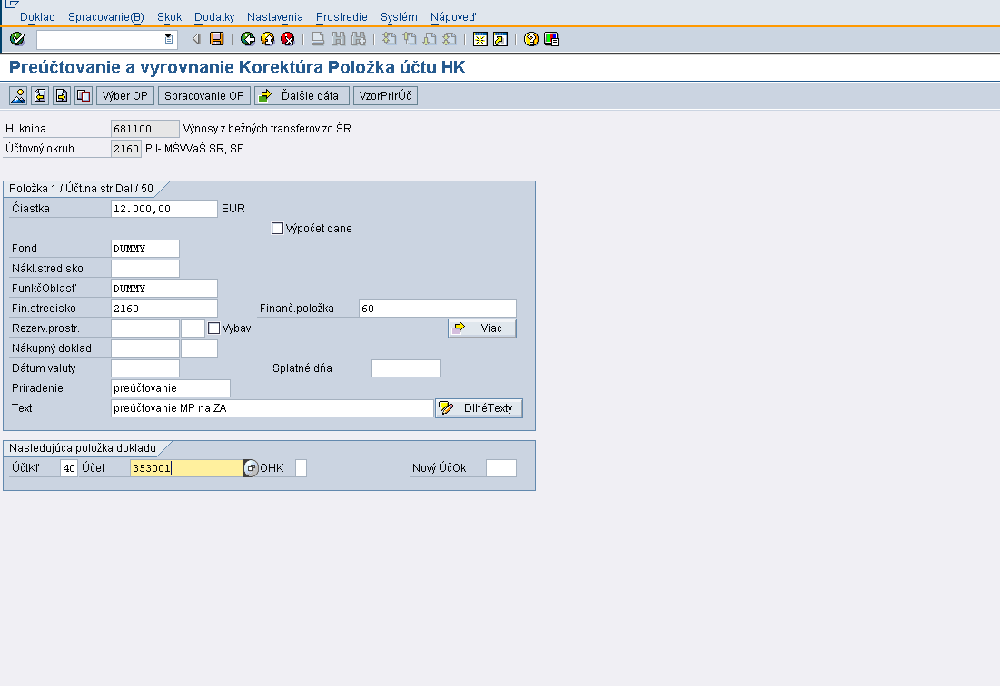 Doklad Spracovanie(B) Skok Dodatky Nastavenia Prostredie Systém Nápoveď
Preúčtovanie a vyrovnanie Korektúra Položka účtu HK
Výber OP Spracovanie OP Ďalšie dáta VzorPrirÚč
Hl.kniha 681100 Výnosy z bežných transferov zo ŠR
Účtovný okruh 2160 PJ- MŠVVaŠ SR, ŠF
Položka 1 / Účt.na str.Dal / 50
Čiastka 12.000,00 EUR
Výpočet dane
Fond DUMMY
Nákl.stredisko
FunkčOblasť DUMMY
Fin.stredisko 2160 Finanč.položka 60
Rezerv.prostr. Vybav. Viac
Nákupný doklad
Dátum valuty Splatné dňa
Priradenie preúčtovanie
Text preúčtovanie MP na ZA DlhéTexty
Nasledujúca položka dokladu
ÚčtKľ 40 Účet 353001 OHK Nový ÚčOk